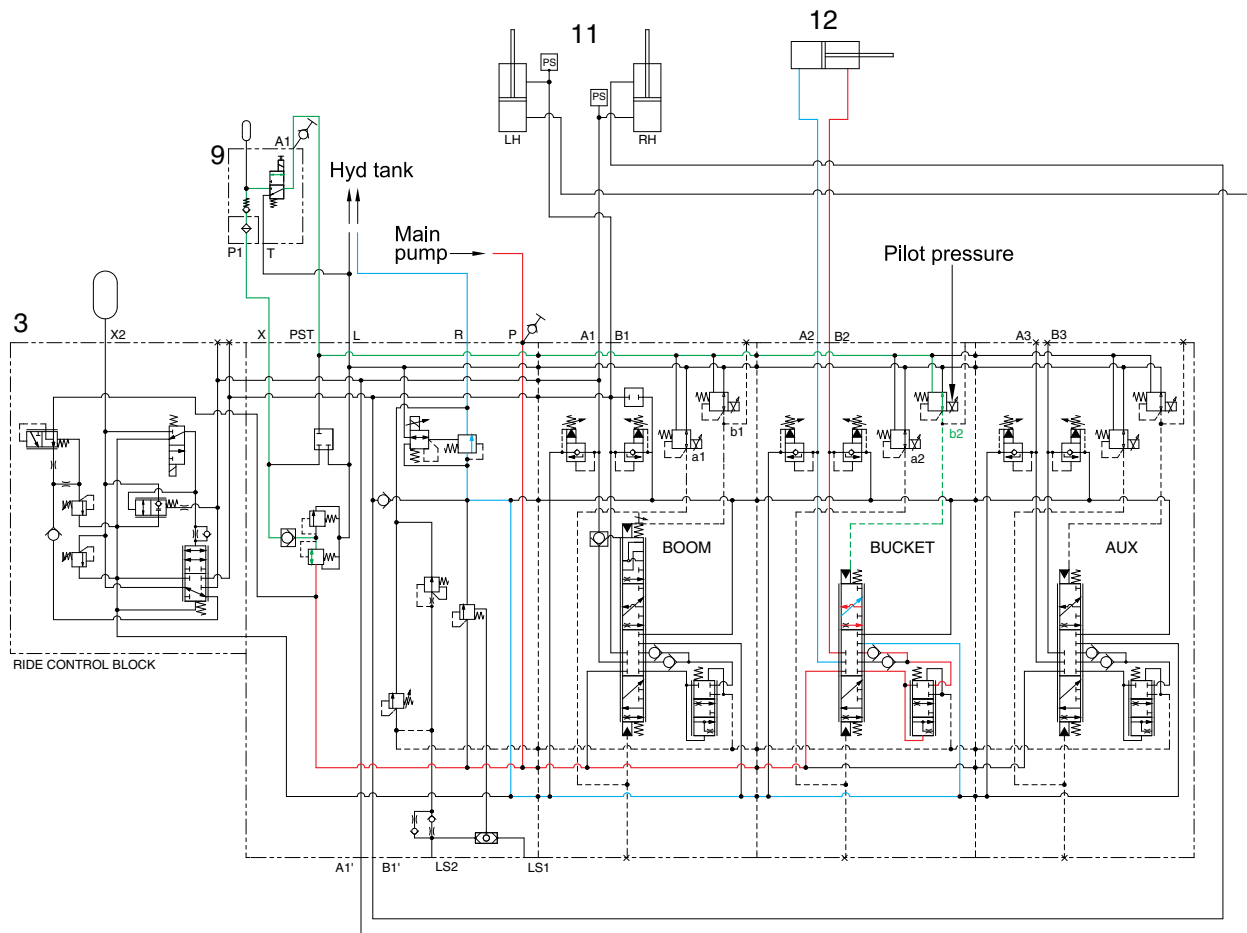 11
12
PS
PS
LH
RH
A1
9
Hyd tank
Main
pump
Pilot pressure
P1
T
3
X2
X
PST
L
R
P
A1
B1
A2
B2
A3
B3
b1
a1
b2
a2
BOOM
BUCKET
AUX
RIDE CONTROL BLOCK
A1'
B1'
LS2
LS1